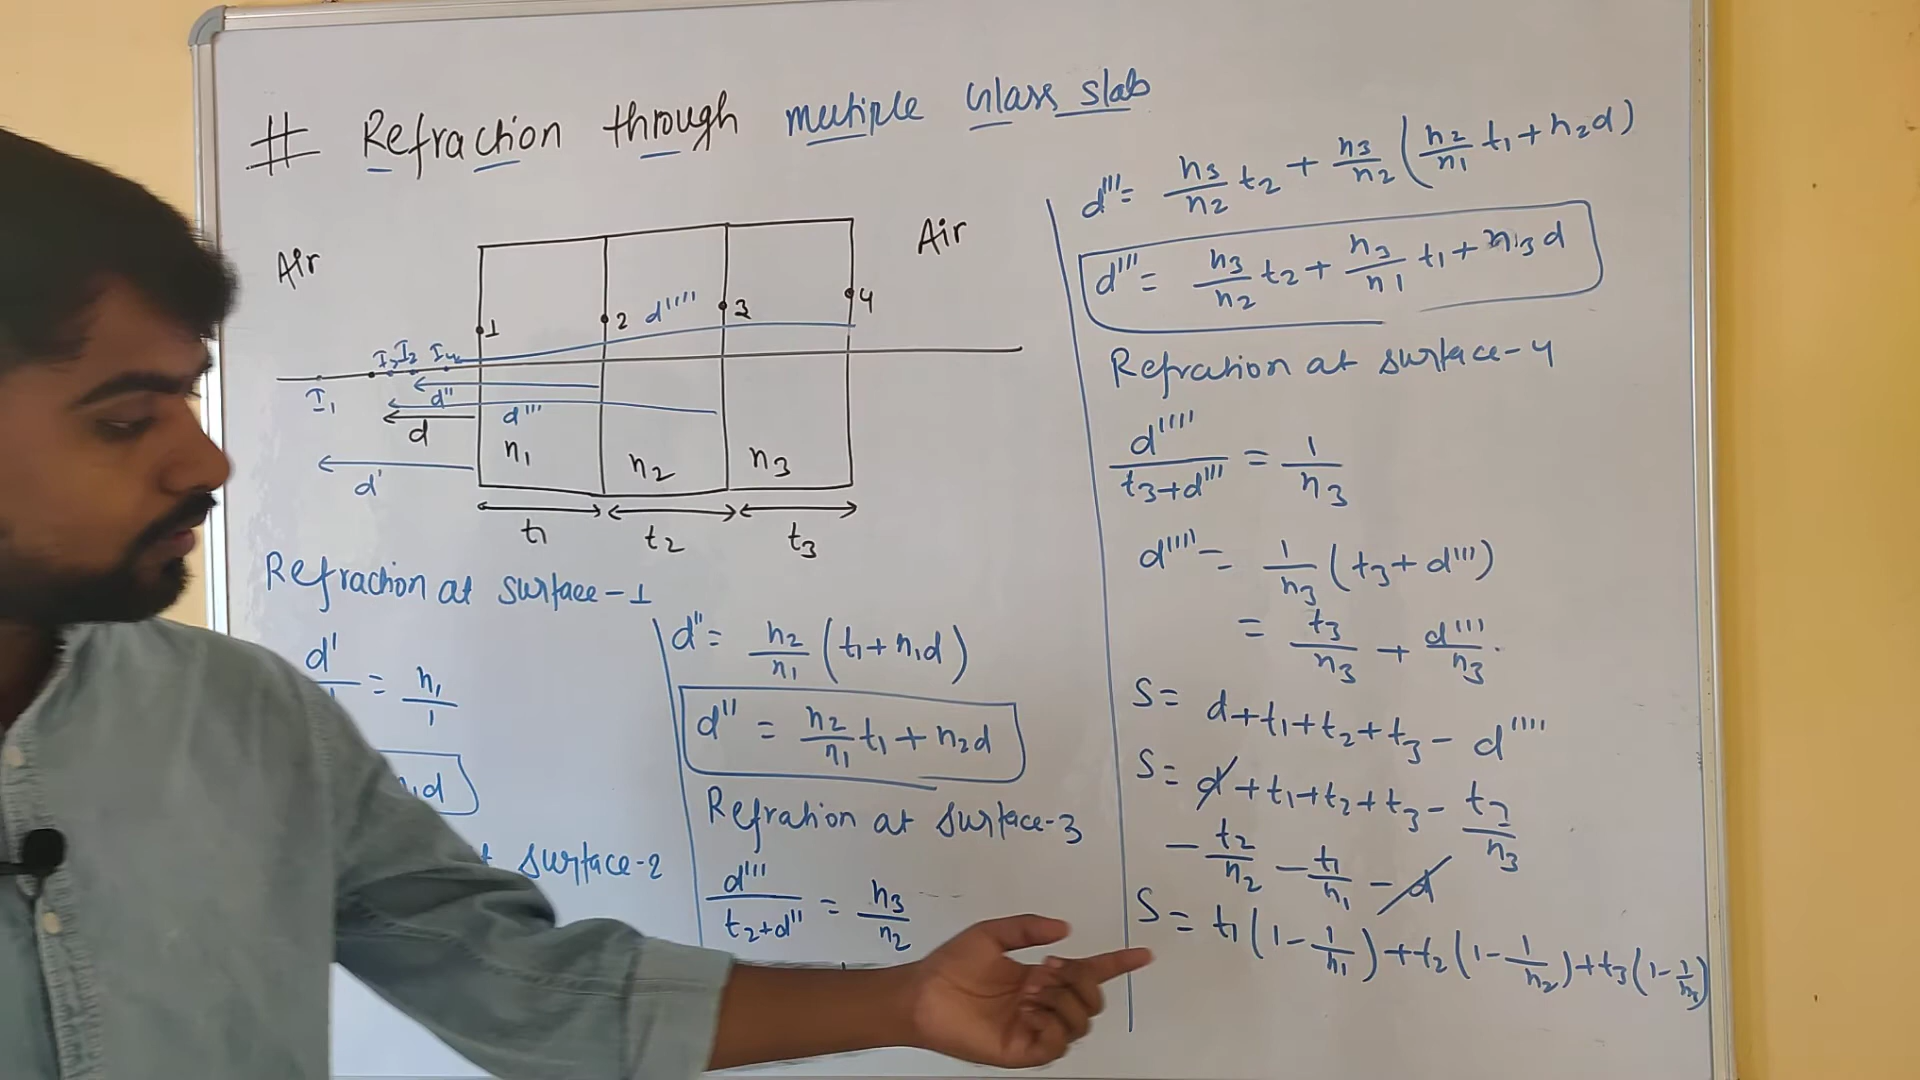 # Refraction through multiple Glass slab
Air
Air
1
2
3
4
d''''
I3 I2 I4
I1
d''
d'''
d
d'
n1
n2
n3
t1
t2
t3
Refraction at surface-1
d'
= n1/1
n1d
surface-2
d'' = n2/n1 (t1 + n1d)
d'' = n2/n1 t1 + n2d
Refration at surface-3
d'''/(t2+d'') = n3/n2
d''' = n3/n2 t2 + n3/n2 (n2/n1 t1 + n2d)
d''' = n3/n2 t2 + n3/n1 t1 + n3d
Refration at surface-4
d''''/(t3+d''') = 1/n3
d'''' = 1/n3 (t3 + d''')
= t3/n3 + d'''/n3.
S = d + t1 + t2 + t3 - d''''
S = d + t1 + t2 + t3 - t3/n3
- t2/n2 - t1/n1 - d
S = t1(1 - 1/n1) + t2(1 - 1/n2) + t3(1 - 1/n3)